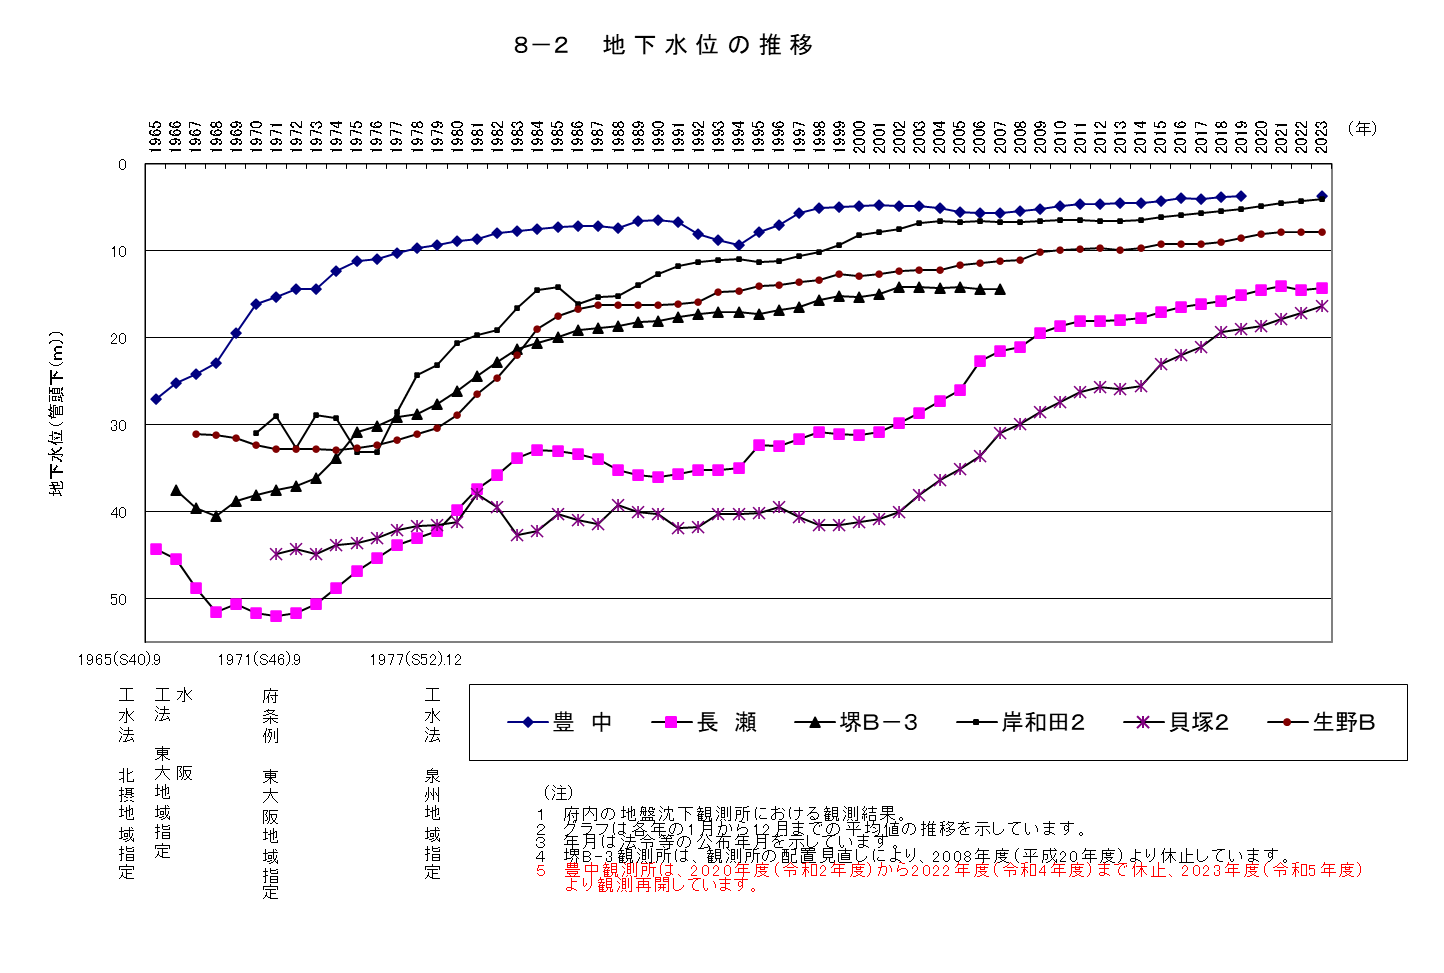 ８－２　地下水位の推移
1965 1966 1967 1968 1969 1970 1971 1972 1973 1974 1975 1976 1977 1978 1979 1980 1981 1982 1983 1984 1985 1986 1987 1988 1989 1990 1991 1992 1993 1994 1995 1996 1997 1998 1999 2000 2001 2002 2003 2004 2005 2006 2007 2008 2009 2010 2011 2012 2013 2014 2015 2016 2017 2018 2019 2020 2021 2022 2023 （年）
0
10
20
30
40
50
地下水位（管頭下（ｍ））
1965(S40).9 1971(S46).9 1977(S52).12
工水法 北摂地域指定
工法 東大地域指定
水 阪
府条例 東大阪地域指定
工水法 泉州地域指定
豊 中 長 瀬 堺Ｂ－３ 岸和田２ 貝塚２ 生野Ｂ
（注）
1 府内の地盤沈下観測所における観測結果。
2 グラフは各年の1月から12月までの平均値の推移を示しています。
3 年月は法令等の公布年月を示しています。
4 堺B-3観測所は、観測所の配置見直しにより、2008年度（平成20年度）より休止しています。
5 豊中観測所は、2020年度（令和2年度）から2022年度（令和4年度）まで休止、2023年度（令和5年度）
より観測再開しています。